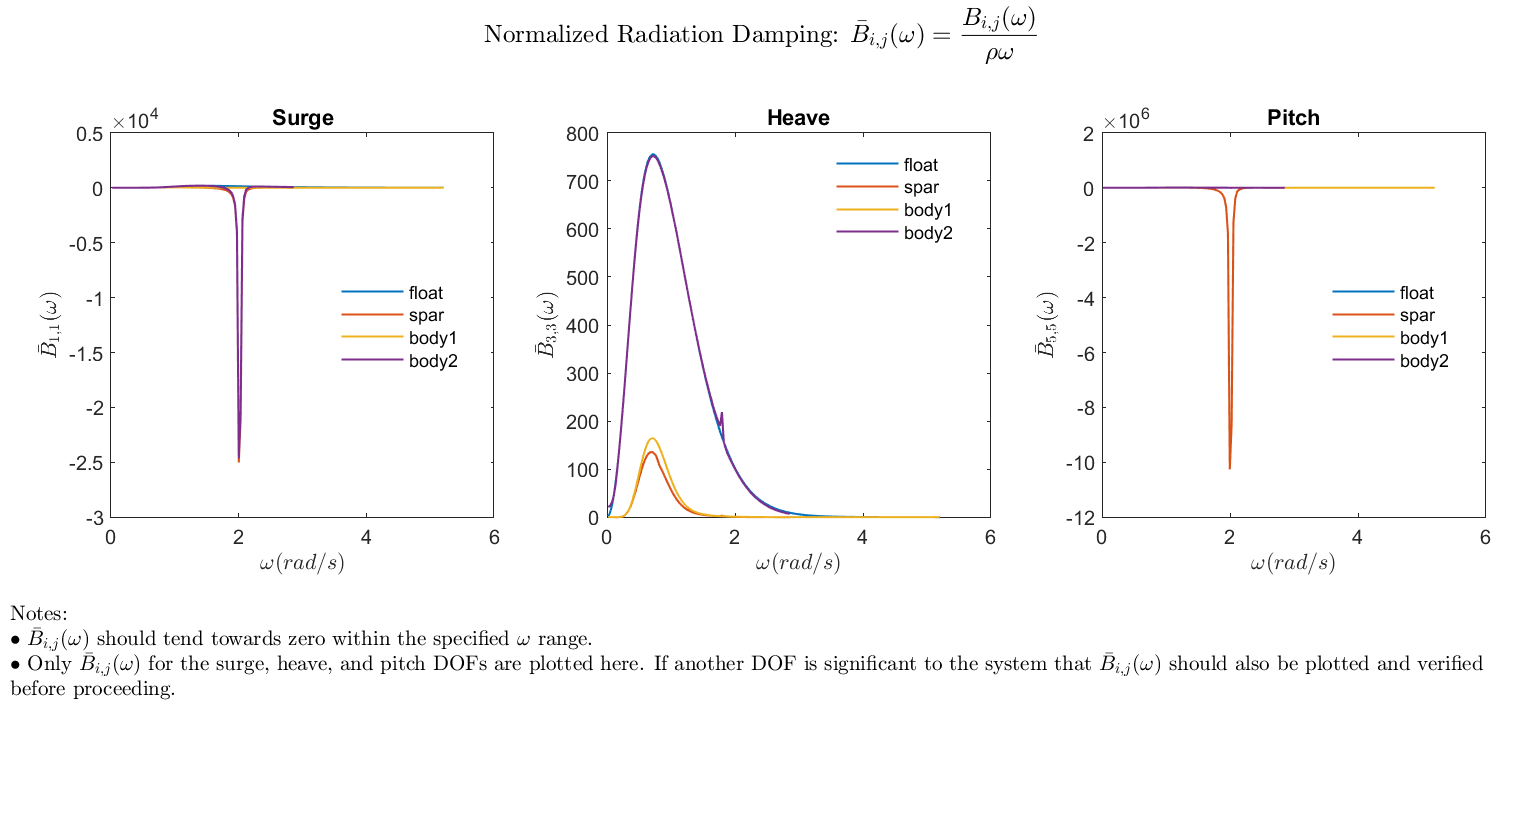 Normalized Radiation Damping: B̄i,j(ω) = Bi,j(ω) / ρω
Surge
×10^4
0.5
0
-0.5
-1
-1.5
-2
-2.5
-3
0 2 4 6
B̄1,1(ω)
ω(rad/s)
float
spar
body1
body2
Heave
800
700
600
500
400
300
200
100
0
0 2 4 6
B̄3,3(ω)
ω(rad/s)
float
spar
body1
body2
Pitch
×10^6
2
0
-2
-4
-6
-8
-10
-12
0 2 4 6
B̄5,5(ω)
ω(rad/s)
float
spar
body1
body2
Notes:
• B̄i,j(ω) should tend towards zero within the specified ω range.
• Only B̄i,j(ω) for the surge, heave, and pitch DOFs are plotted here. If another DOF is significant to the system that B̄i,j(ω) should also be plotted and verified
before proceeding.